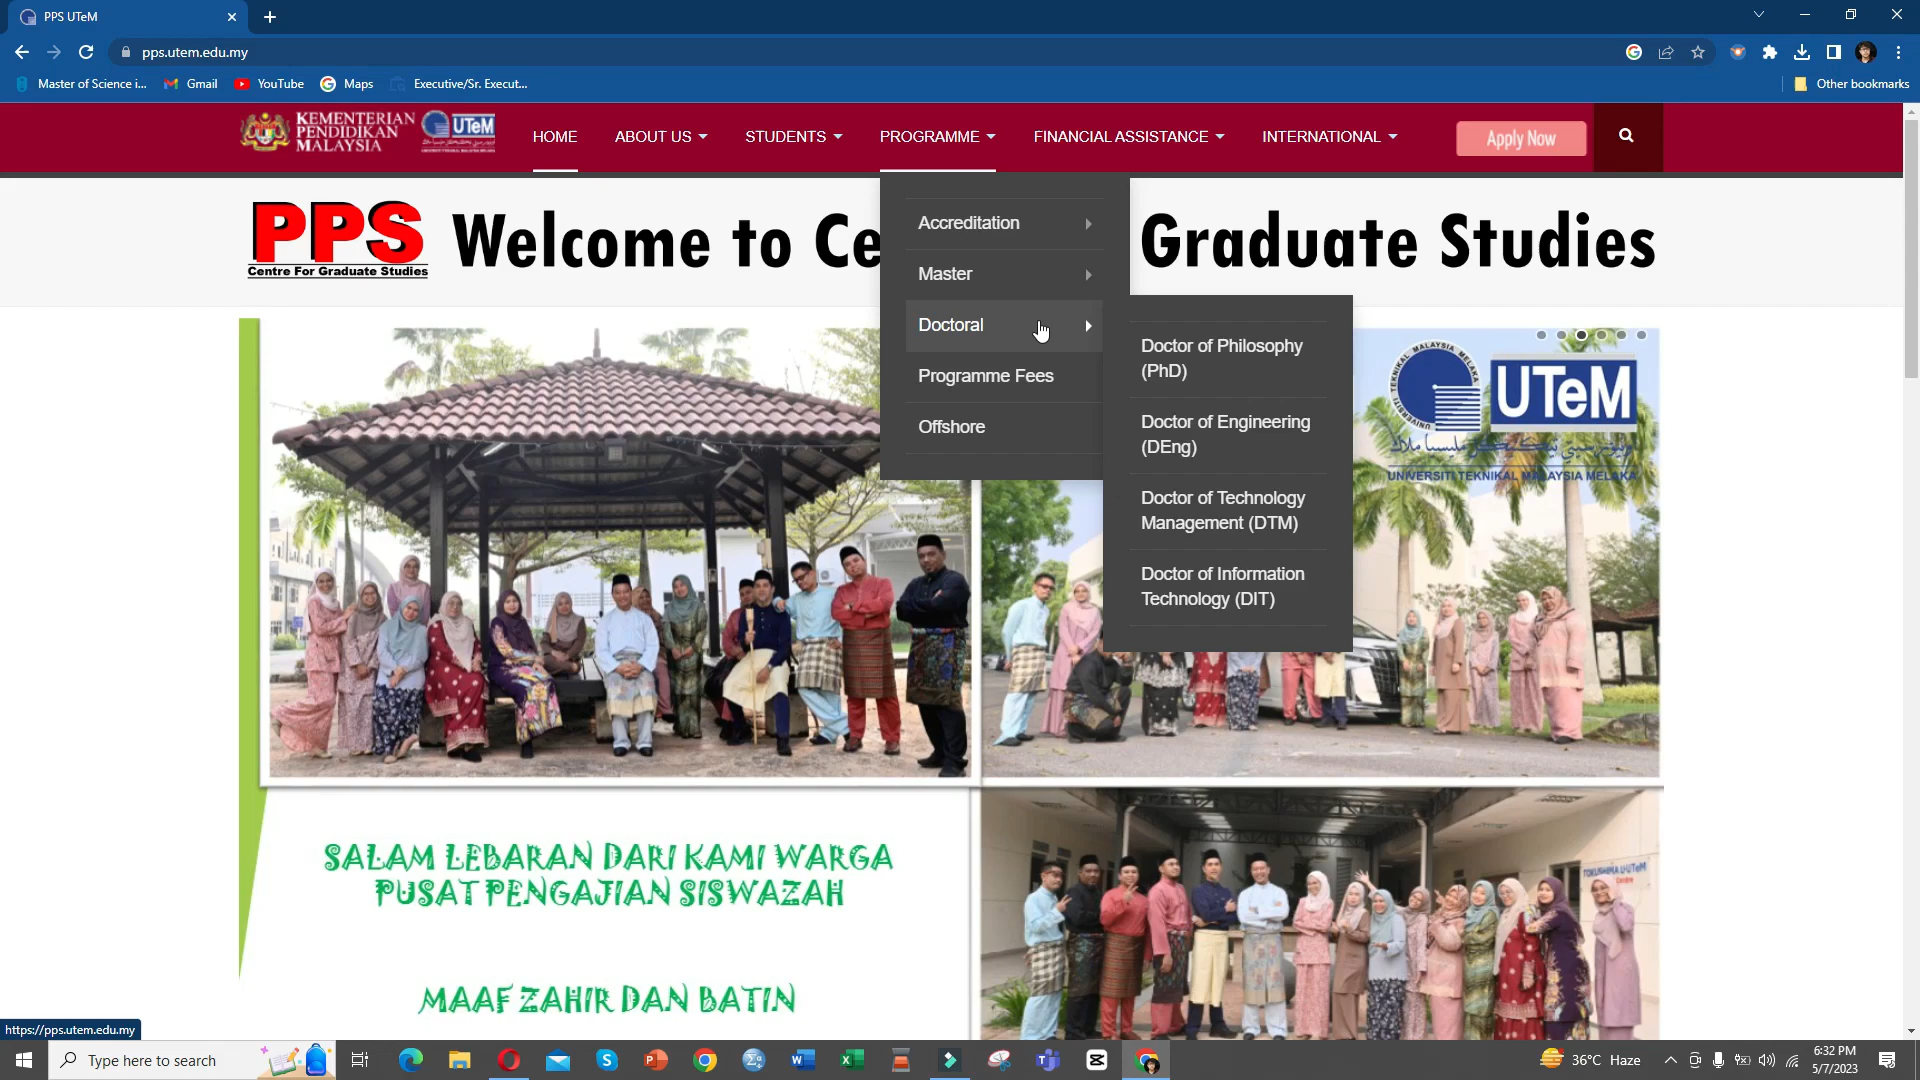 PPS UTeM
pps.utem.edu.my
Master of Science i...
Gmail
YouTube
Maps
Executive/Sr. Execut...
Other bookmarks
KEMENTERIAN
PENDIDIKAN
MALAYSIA
UTeM
HOME
ABOUT US
STUDENTS
PROGRAMME
FINANCIAL ASSISTANCE
INTERNATIONAL
Apply Now
PPS
Centre For Graduate Studies
Welcome to Ce
Graduate Studies
Accreditation
Master
Doctoral
Programme Fees
Offshore
Doctor of Philosophy
(PhD)
Doctor of Engineering
(DEng)
Doctor of Technology
Management (DTM)
Doctor of Information
Technology (DIT)
UTeM
UNIVERSITI TEKNIKAL MALAYSIA MELAKA
SALAM LEBARAN DARI KAMI WARGA
PUSAT PENGAJIAN SISWAZAH
MAAF ZAHIR DAN BATIN
https://pps.utem.edu.my
Type here to search
36°C Haze
6:32 PM
5/7/2023